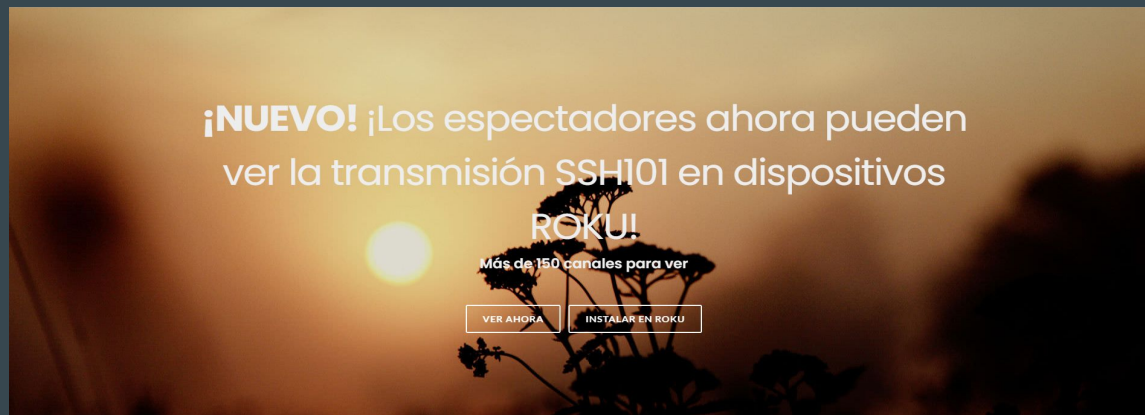 ¡NUEVO! ¡Los espectadores ahora pueden
ver la transmisión SSH101 en dispositivos
ROKU!
Más de 150 canales para ver
VER AHORA
INSTALAR EN ROKU